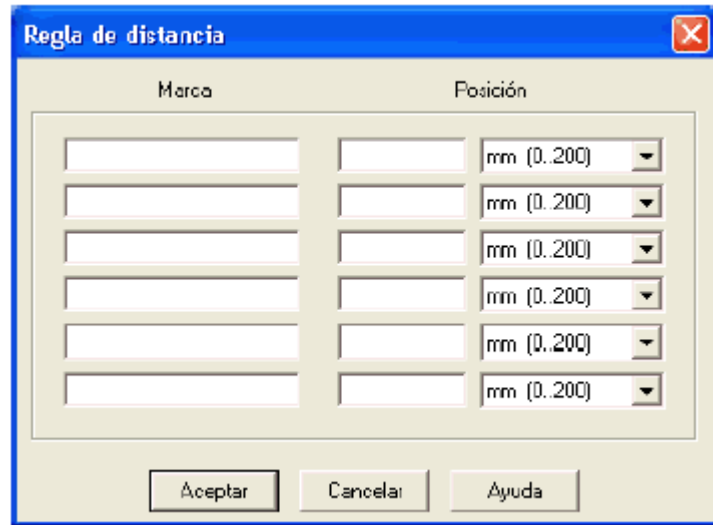 Regla de distancia
Marca Posición
mm (0..200)
mm (0..200)
mm (0..200)
mm (0..200)
mm (0..200)
mm (0..200)
Aceptar Cancelar Ayuda